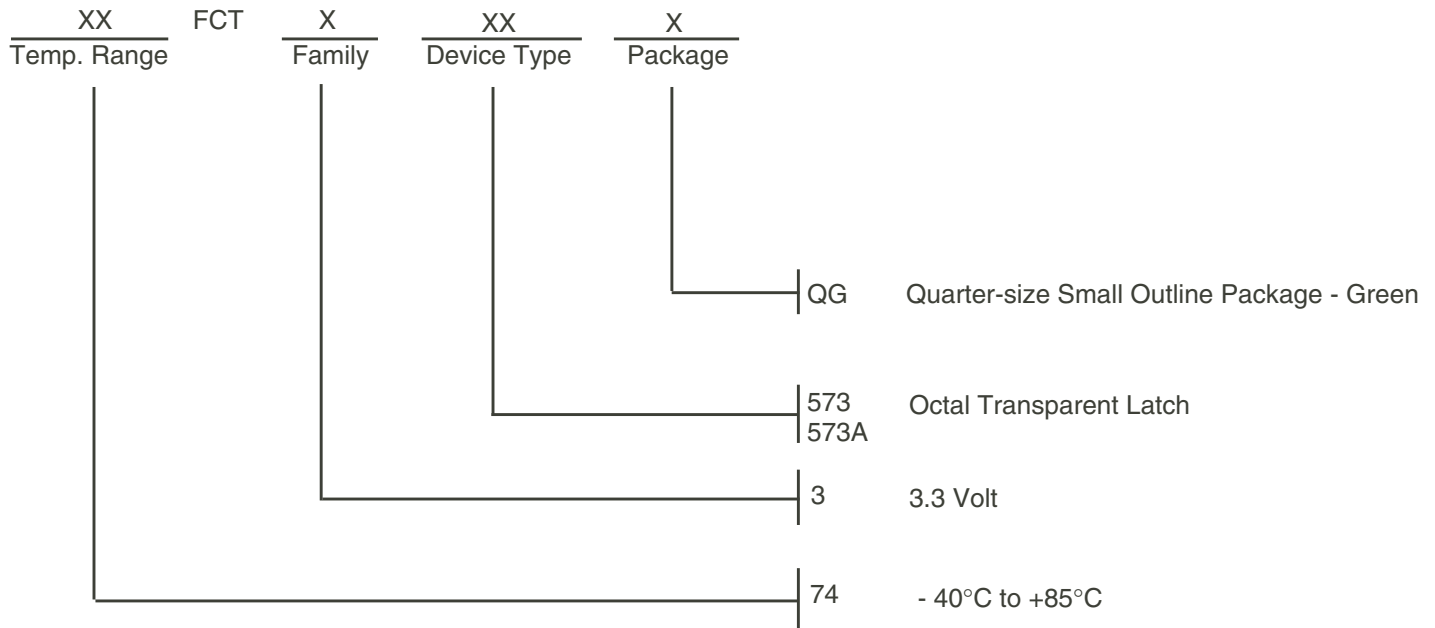 XX FCT X XX X
Temp. Range Family Device Type Package
QG Quarter-size Small Outline Package - Green
573 Octal Transparent Latch
573A
3 3.3 Volt
74 - 40°C to +85°C